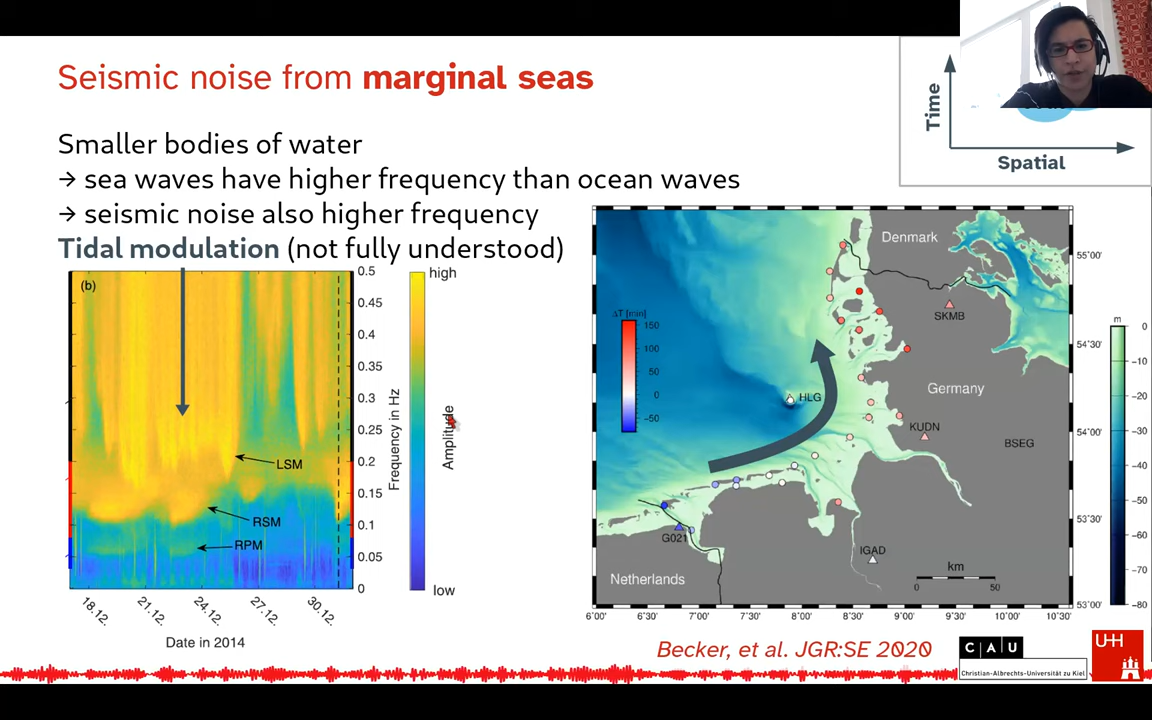 Seismic noise from marginal seas
Time
Spatial
Smaller bodies of water
→ sea waves have higher frequency than ocean waves
→ seismic noise also higher frequency
Tidal modulation (not fully understood)
(b)
LSM
RSM
RPM
0.5
0.45
0.4
0.35
0.3
0.25
0.2
0.15
0.1
0.05
0
Frequency in Hz
high
Amplitude
low
18.12.
21.12.
24.12.
27.12.
30.12.
Date in 2014
ΔT [min]
150
100
50
0
−50
Denmark
SKMB
Germany
HLG
KUDN
BSEG
G021
IGAD
Netherlands
km
0 50
55°00'
54°30'
54°00'
53°30'
53°00'
6°00' 6°30' 7°00' 7°30' 8°00' 8°30' 9°00' 9°30' 10°00' 10°30'
m
0
−10
−20
−30
−40
−50
−60
−70
−80
Becker, et al. JGR:SE 2020
CAU
Christian-Albrechts-Universität zu Kiel
UHH